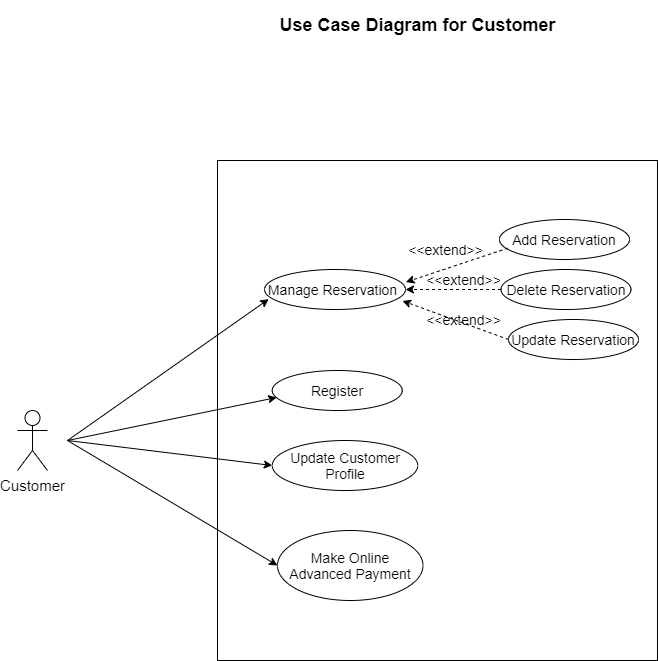 Use Case Diagram for Customer
Add Reservation
<<extend>>
<<extend>>
Manage Reservation
Delete Reservation
<<extend>>
Update Reservation
Register
Update Customer
Profile
Customer
Make Online
Advanced Payment